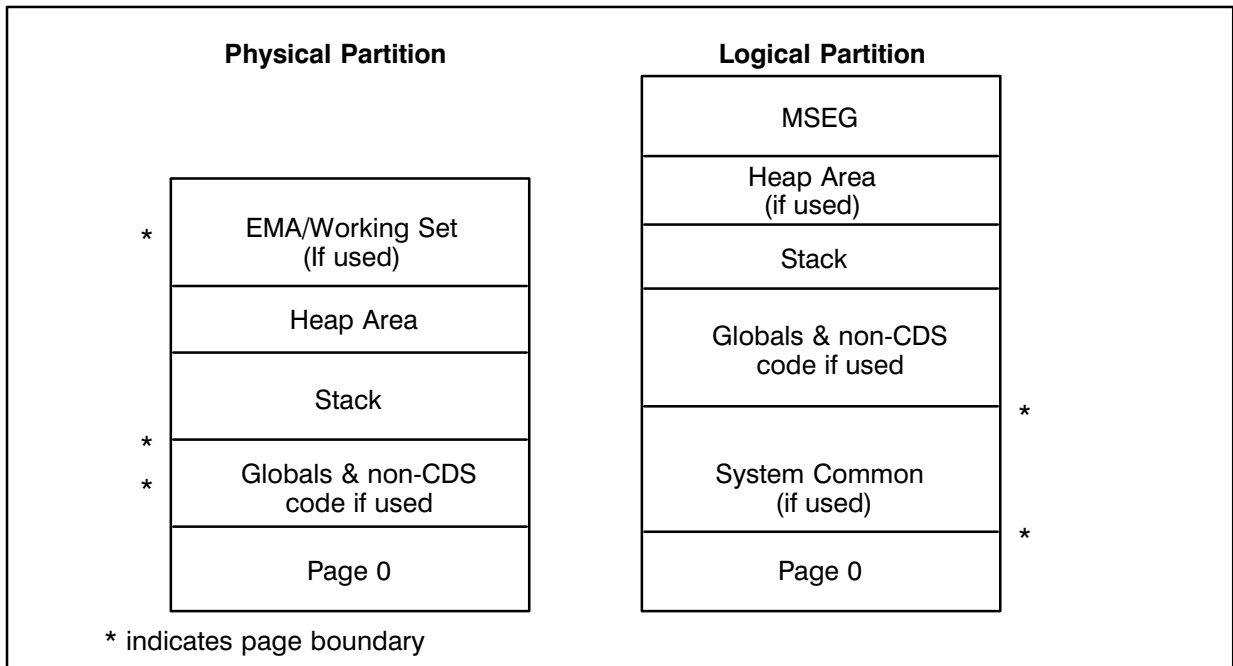 Physical Partition
*
EMA/Working Set
(If used)
Heap Area
Stack
*
*
Globals & non-CDS
code if used
Page 0
Logical Partition
MSEG
Heap Area
(if used)
Stack
Globals & non-CDS
code if used
*
System Common
(if used)
*
Page 0
* indicates page boundary